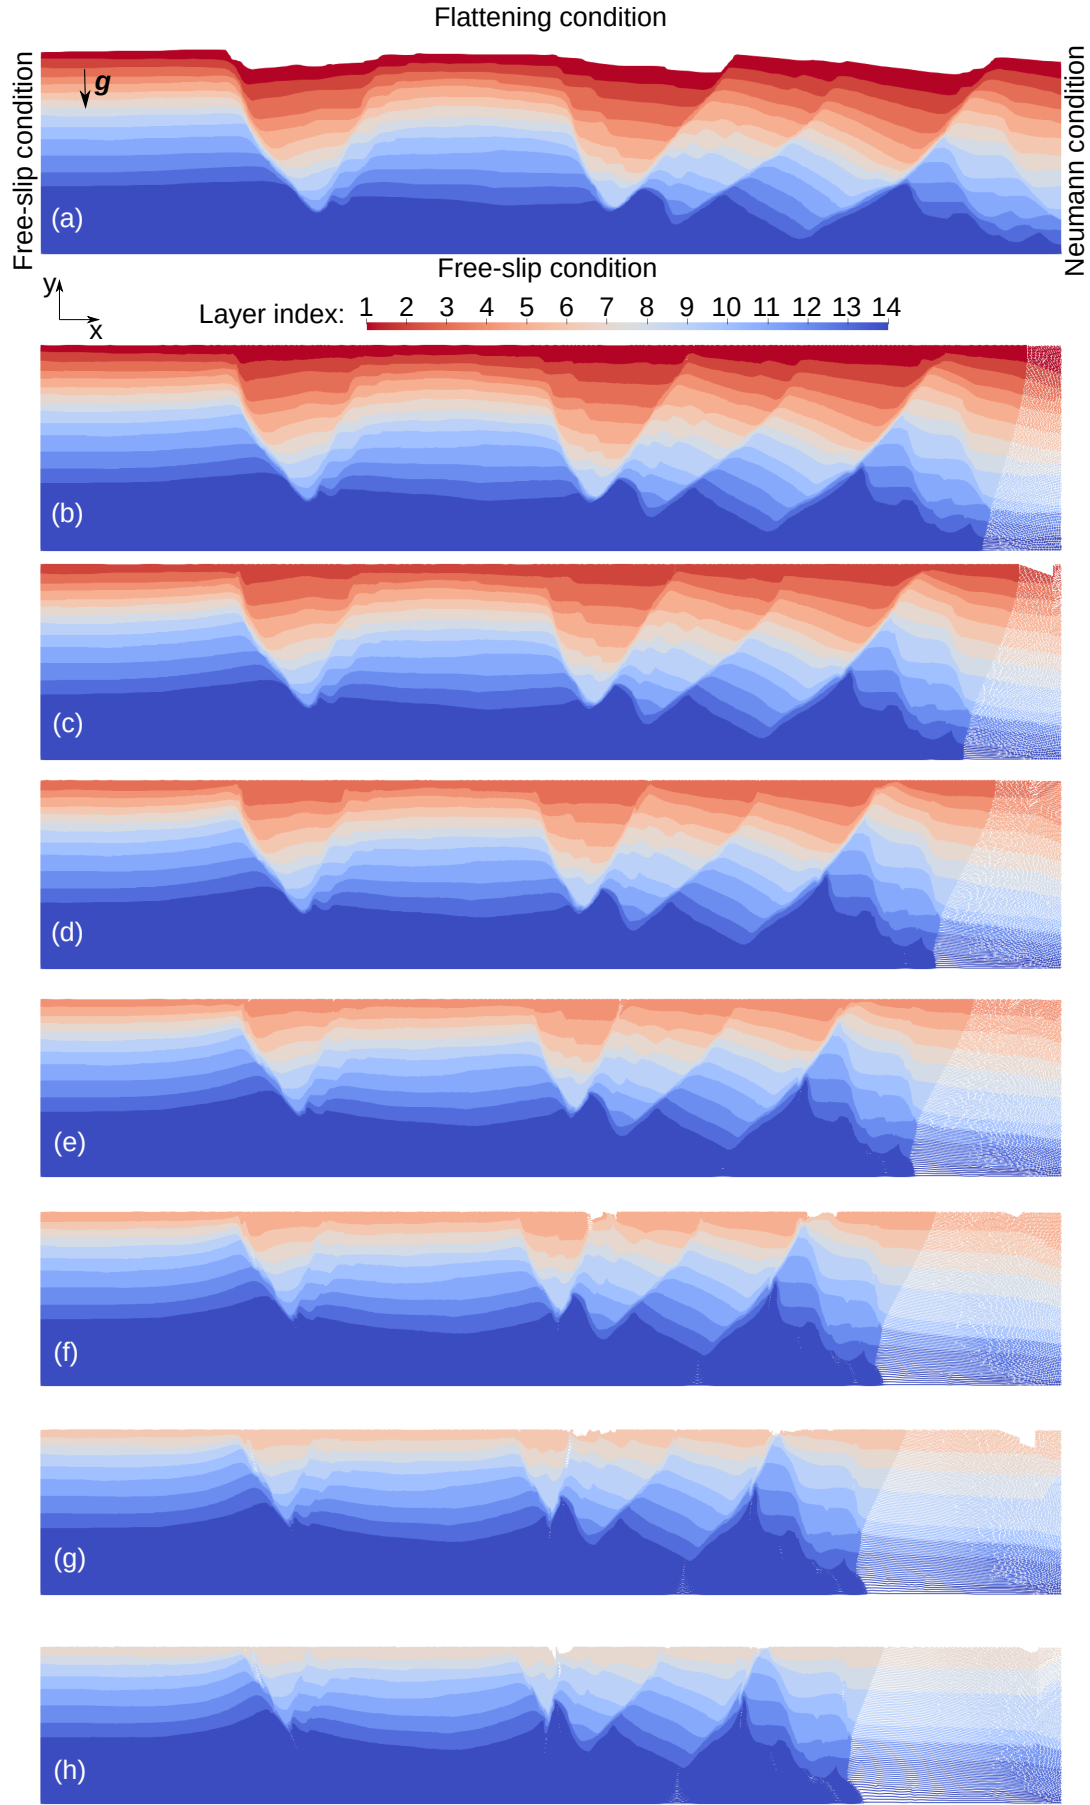 Flattening condition
Free-slip condition
g
Neumann condition
(a)
Free-slip condition
y
x
Layer index: 1 2 3 4 5 6 7 8 9 10 11 12 13 14
(b)
(c)
(d)
(e)
(f)
(g)
(h)